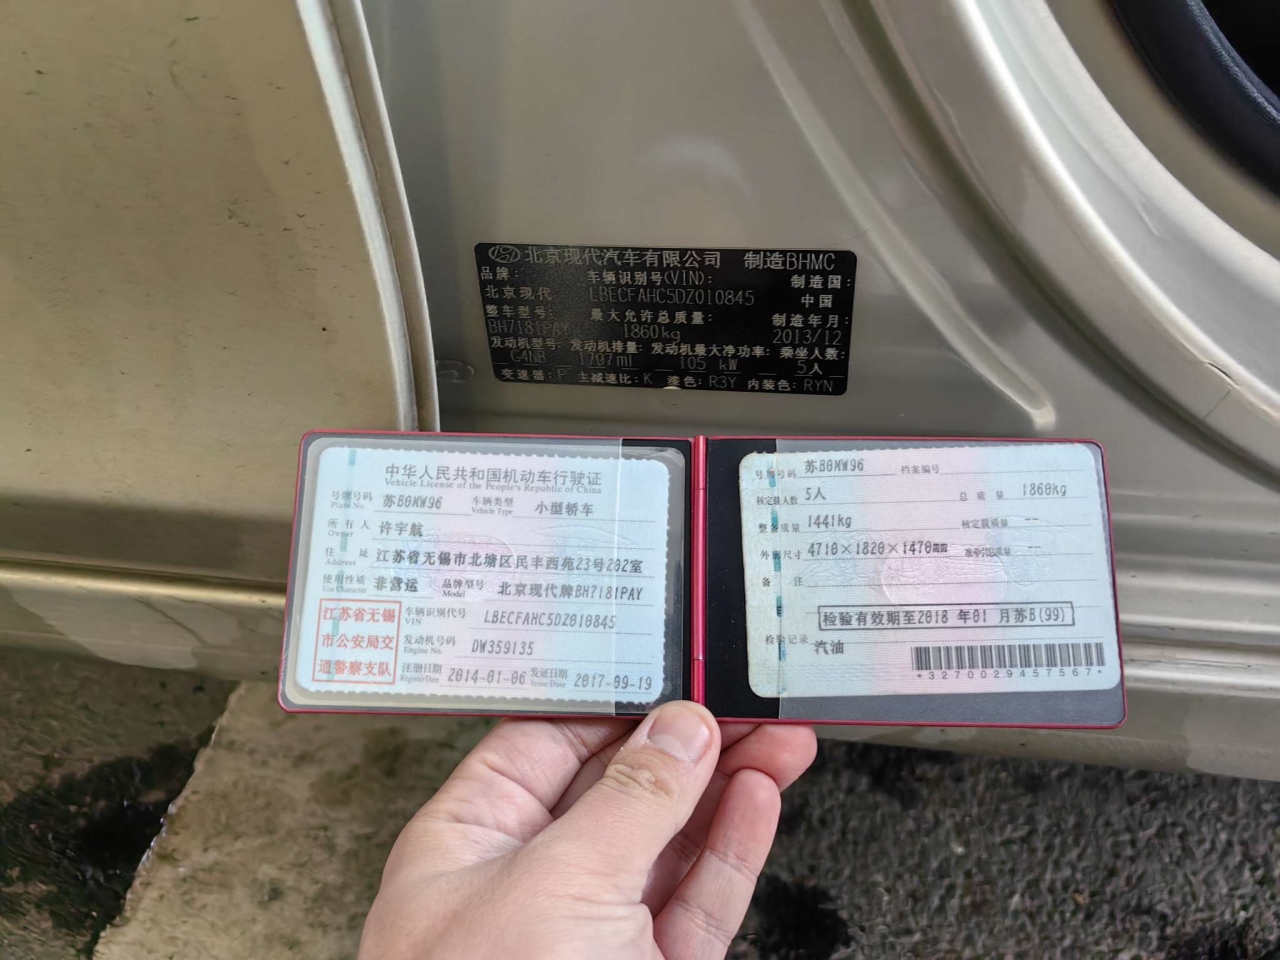 北京现代汽车有限公司 制造BHMC
品牌: 车辆识别号(VIN): 制造国:
北京现代 LBECFAHC5DZ010845 中国
整车型号: 最大允许总质量: 制造年月:
BH7181PAY 1860kg 2013/12
发动机型号: 发动机排量: 发动机最大净功率: 乘坐人数:
G4NB 1797ml 105 kW 5人
变速器: P 主减速比: K 漆色: R3Y 内装色: RYN
中华人民共和国机动车行驶证
Vehicle License of the People's Republic of China
号牌号码 苏B0MW96 车辆类型 小型轿车
Plate No. Vehicle Type
所有人 许宇航
Owner
住址 江苏省无锡市北塘区民丰西苑23号202室
Address
使用性质 非营运 品牌型号 北京现代牌BH7181PAY
Use Character Model
江苏省无锡
市公安局交
通警察支队
车辆识别代号 LBECFAHC5DZ010845
VIN
发动机号码 DW359135
Engine No.
注册日期 2014-01-06 发证日期 2017-09-19
Register Date Issue Date
号牌号码 苏B0MW96 档案编号
核定载人数 5人 总质量 1860kg
整备质量 1441kg 核定载质量 --
外廓尺寸 4710×1820×1470mm 准牵引总质量 --
备注
检验有效期至2018 年01 月苏B(99)
检验记录 汽油
*3270029457567*